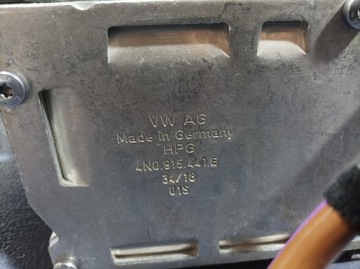 VW AG
Made in Germany
HPG
4N0.915.441.E
34/18
01S